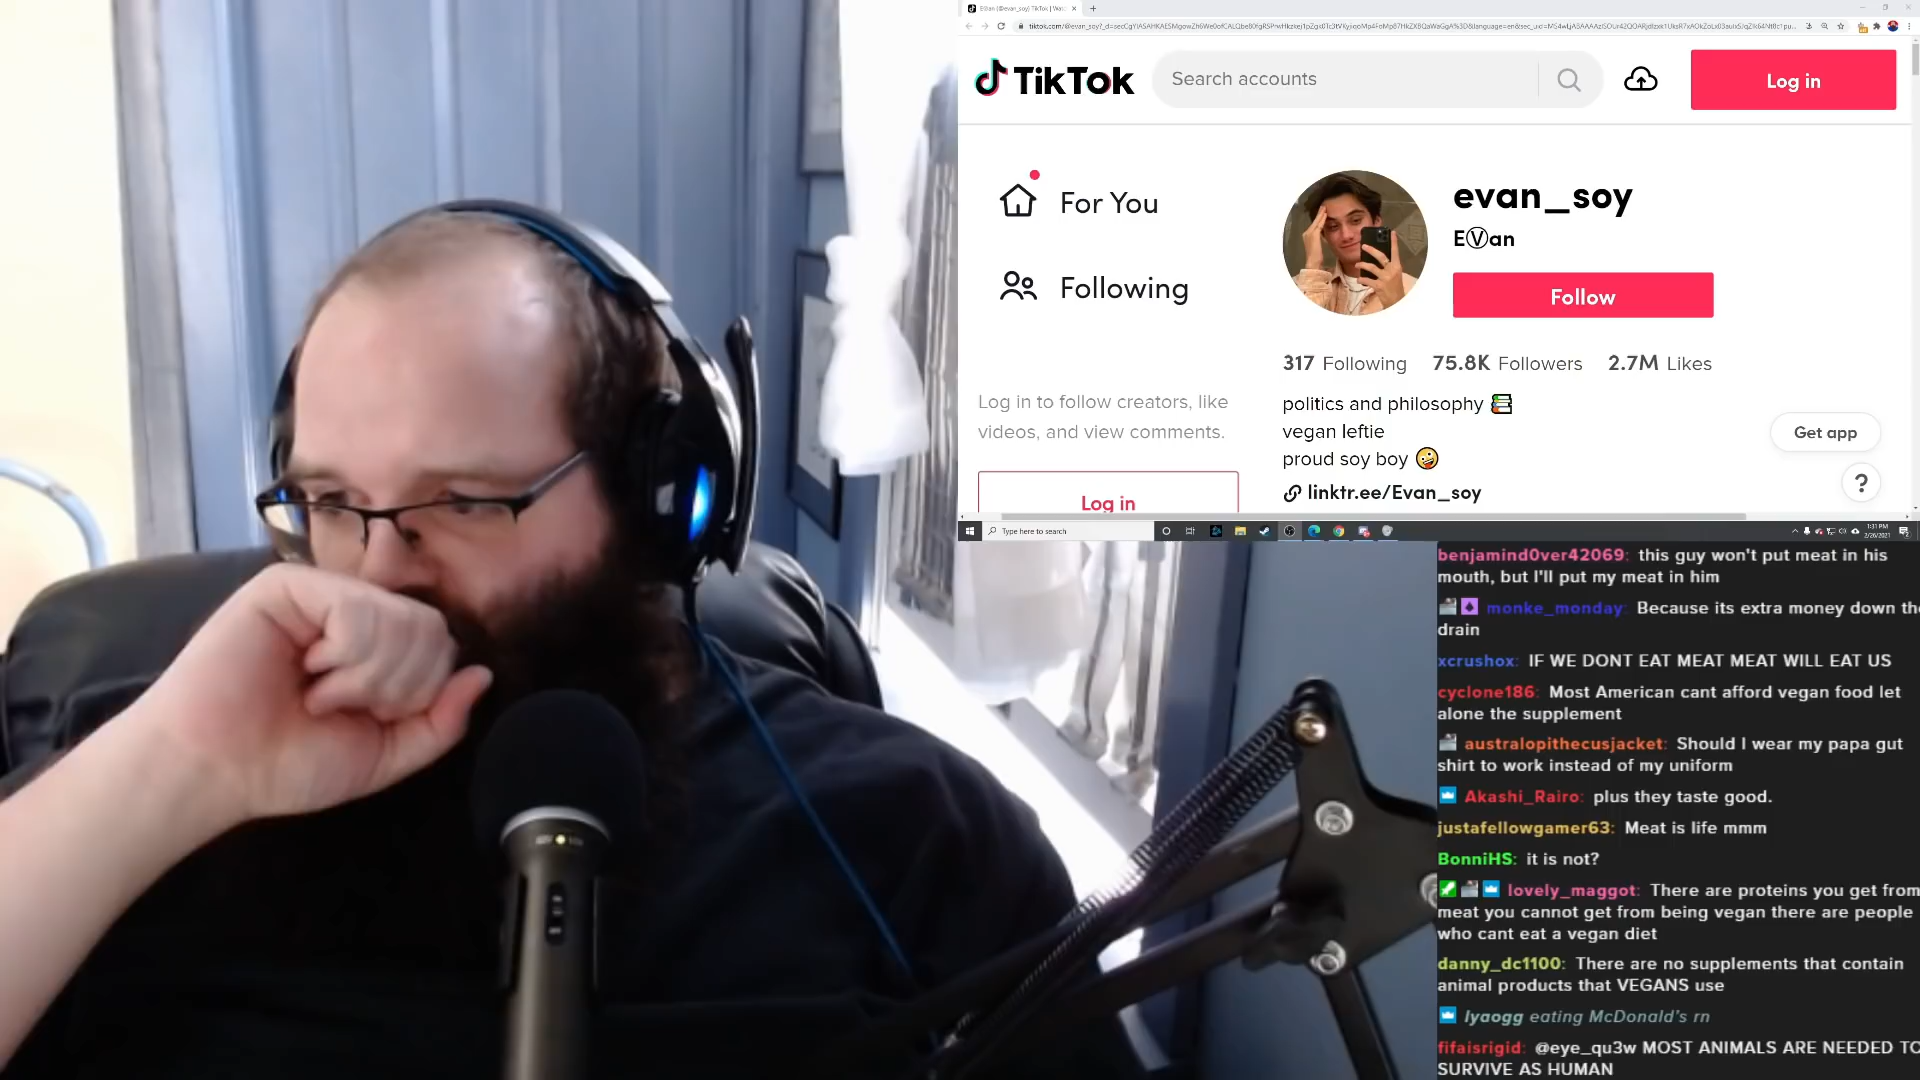 TikTok
Search accounts
Log in
For You
Following
Log in to follow creators, like
videos, and view comments.
Log in
evan_soy
EⓋan
Follow
317 Following 75.8K Followers 2.7M Likes
politics and philosophy
vegan leftie
proud soy boy
linktr.ee/Evan_soy
Get app
?
Type here to search
1:31 PM
2/26/2021
benjamind0ver42069: this guy won't put meat in his
mouth, but I'll put my meat in him
monke_monday: Because its extra money down the
drain
xcrushox: IF WE DONT EAT MEAT MEAT WILL EAT US
cyclone186: Most American cant afford vegan food let
alone the supplement
australopithecusjacket: Should I wear my papa gut
shirt to work instead of my uniform
Akashi_Rairo: plus they taste good.
justafellowgamer63: Meat is life mmm
BonniHS: it is not?
lovely_maggot: There are proteins you get from
meat you cannot get from being vegan there are people
who cant eat a vegan diet
danny_dc1100: There are no supplements that contain
animal products that VEGANS use
lyaogg eating McDonald's rn
fifaisrigid: @eye_qu3w MOST ANIMALS ARE NEEDED TO
SURVIVE AS HUMAN